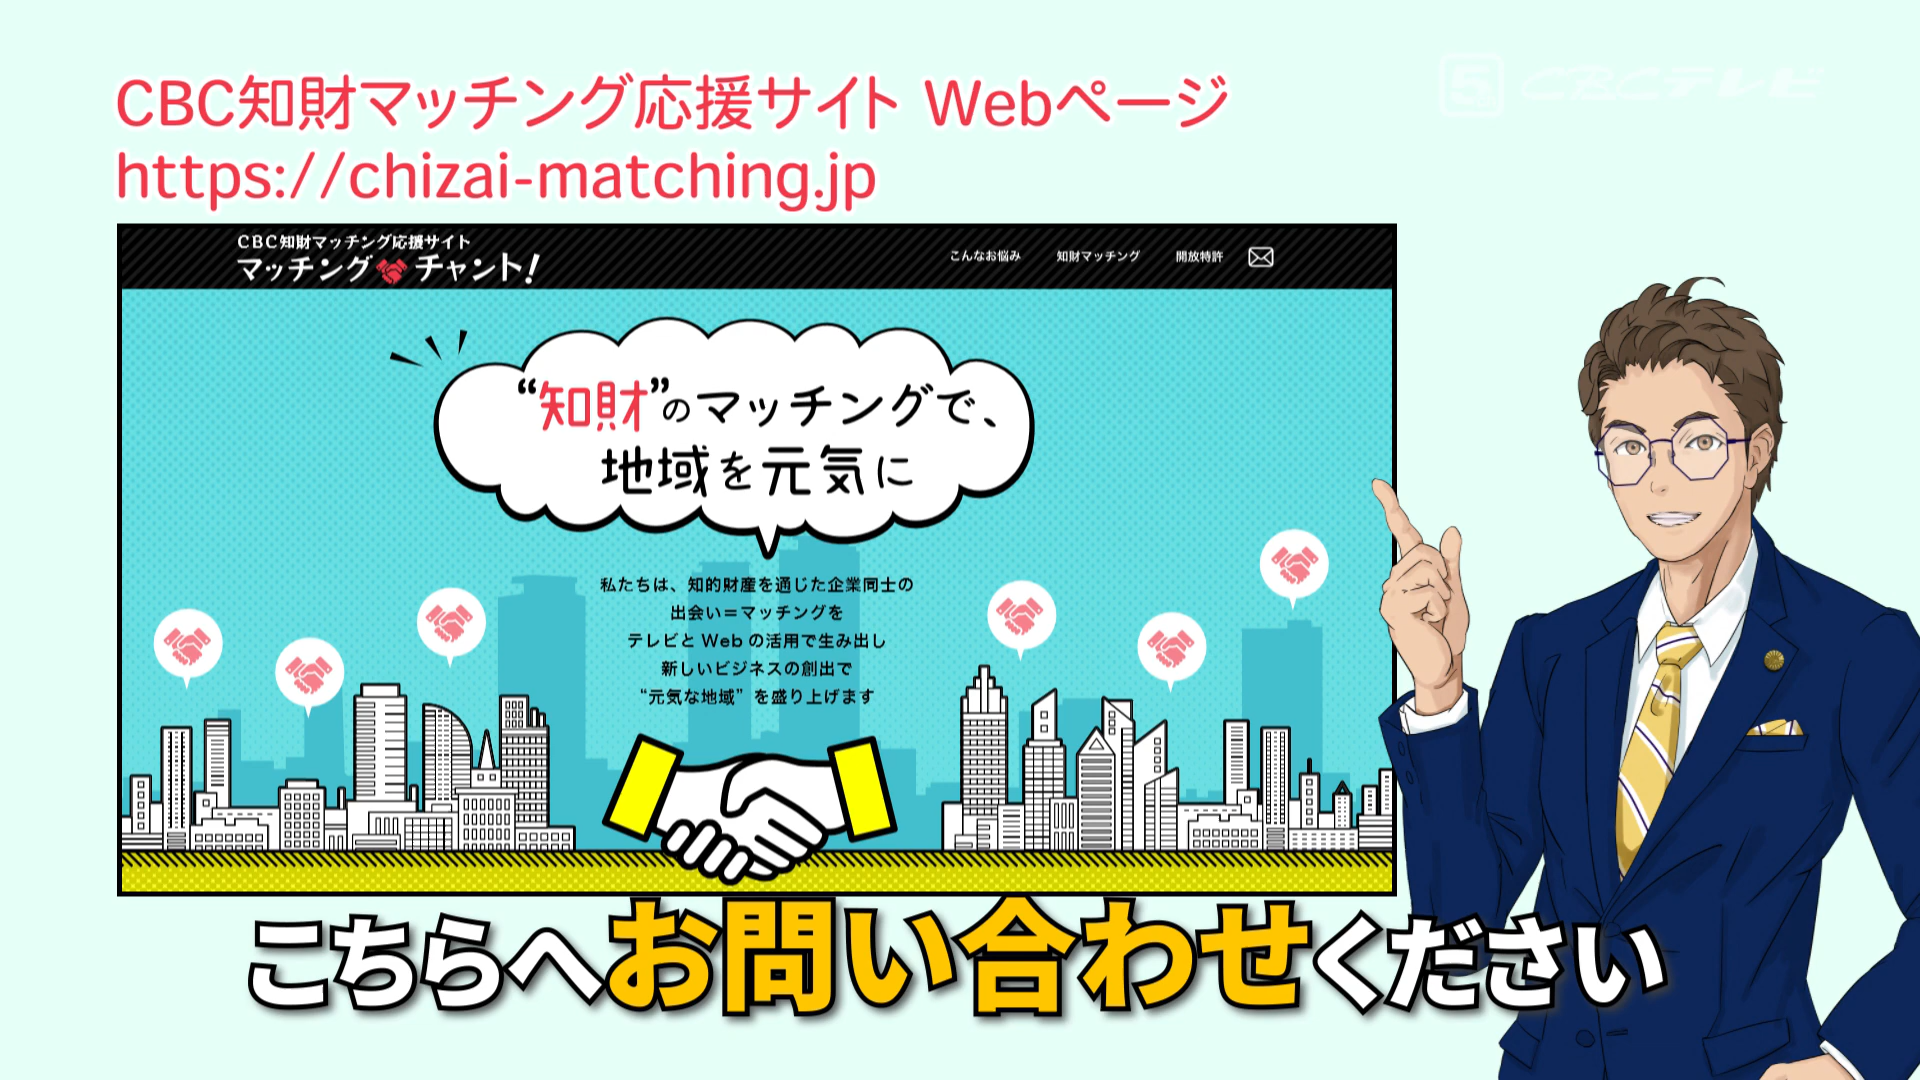 CBC知財マッチング応援サイト Webページ
https://chizai-matching.jp
5 CBCテレビ
CBC知財マッチング応援サイト
マッチングチャント!
こんなお悩み 知財マッチング 開放特許
“知財”のマッチングで、
地域を元気に
私たちは、知的財産を通じた企業同士の
出会い=マッチングを
テレビと Web の活用で生み出し
新しいビジネスの創出で
“元気な地域”を盛り上げます
こちらへお問い合わせください